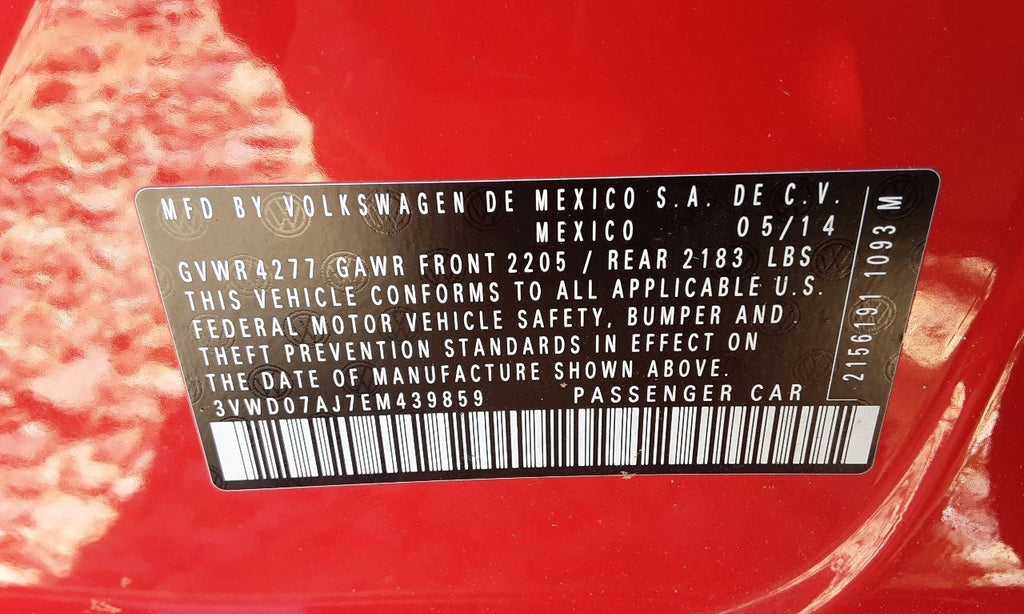 MFD BY VOLKSWAGEN DE MEXICO S.A. DE C.V.
MEXICO 05/14
GVWR 4277 GAWR FRONT 2205 / REAR 2183 LBS
THIS VEHICLE CONFORMS TO ALL APPLICABLE U.S.
FEDERAL MOTOR VEHICLE SAFETY, BUMPER AND
THEFT PREVENTION STANDARDS IN EFFECT ON
THE DATE OF MANUFACTURE SHOWN ABOVE.
3VWD07AJ7EM439859 PASSENGER CAR
2156191 1093 M